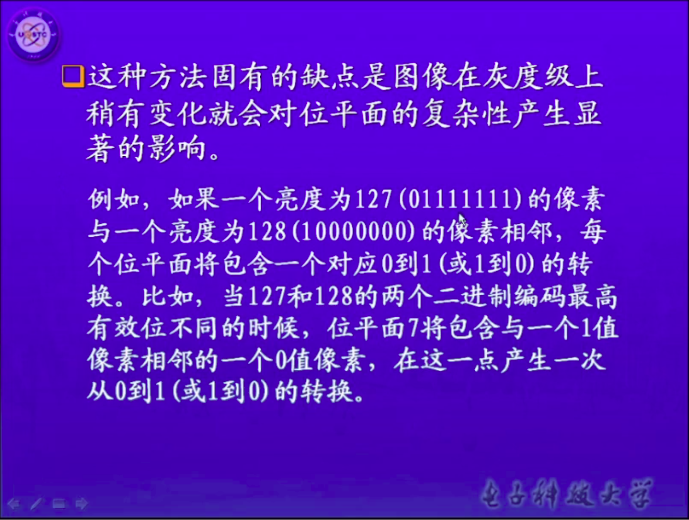 这种方法固有的缺点是图像在灰度级上
稍有变化就会对位平面的复杂性产生显
著的影响。
例如，如果一个亮度为127(01111111)的像素
与一个亮度为128(10000000)的像素相邻，每
个位平面将包含一个对应0到1(或1到0)的转
换。比如，当127和128的两个二进制编码最高
有效位不同的时候，位平面7将包含与一个1值
像素相邻的一个0值像素，在这一点产生一次
从0到1(或1到0)的转换。
电子科技大学